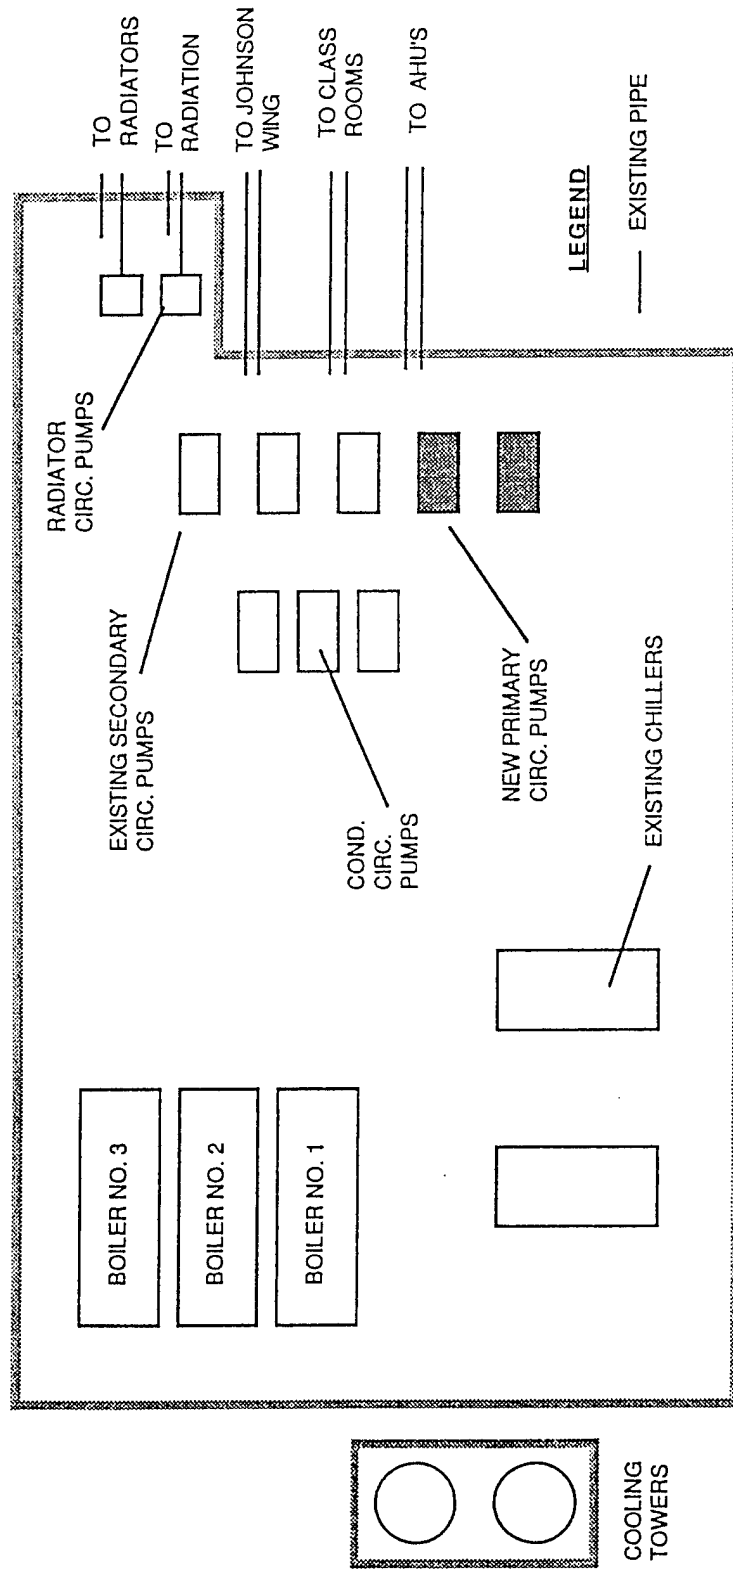 TO
RADIATORS
TO
RADIATION
TO JOHNSON
WING
TO CLASS
ROOMS
TO AHU'S
RADIATOR
CIRC. PUMPS
EXISTING SECONDARY
CIRC. PUMPS
COND.
CIRC.
PUMPS
NEW PRIMARY
CIRC. PUMPS
EXISTING CHILLERS
BOILER NO. 3
BOILER NO. 2
BOILER NO. 1
COOLING
TOWERS
LEGEND
EXISTING PIPE